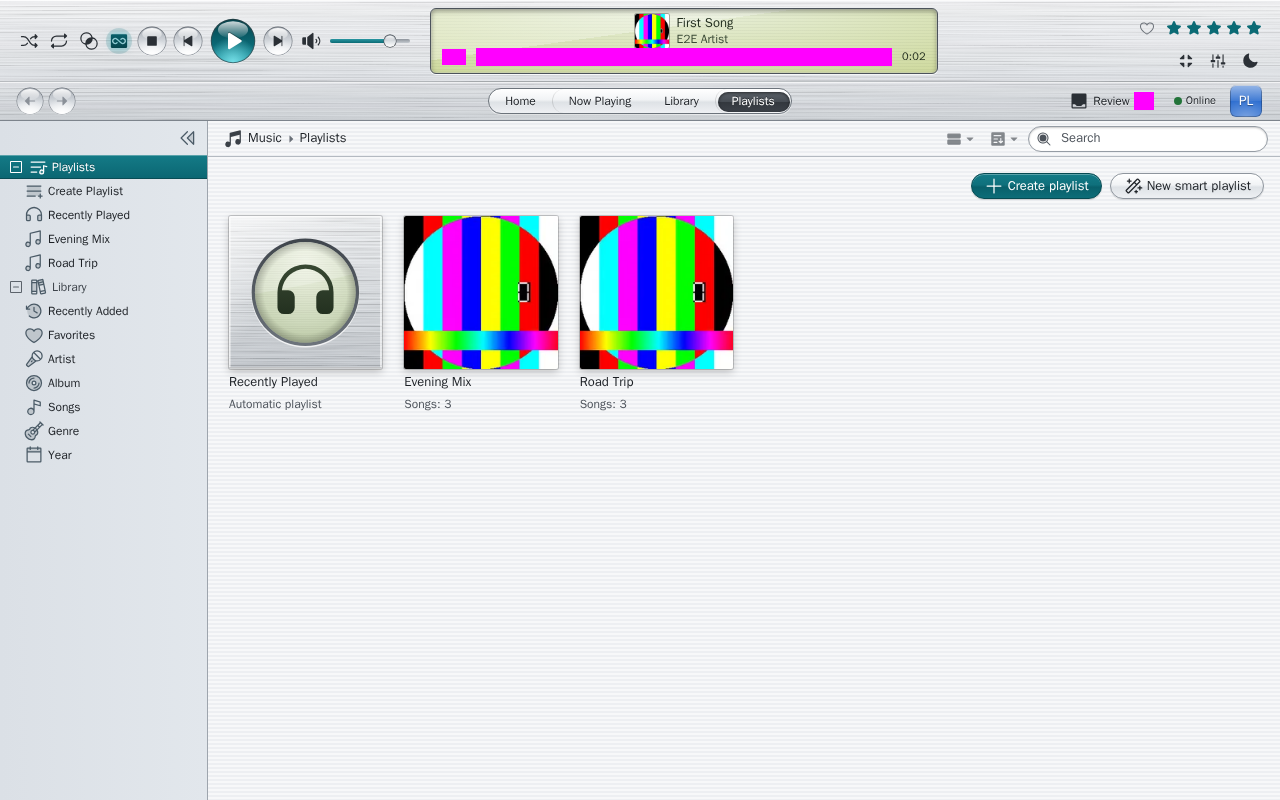 First Song
E2E Artist
0:02
Home
Now Playing
Library
Playlists
Review
Online
PL
Music
Playlists
Search
Playlists
Create Playlist
Recently Played
Evening Mix
Road Trip
Library
Recently Added
Favorites
Artist
Album
Songs
Genre
Year
Create playlist
New smart playlist
Recently Played
Automatic playlist
Evening Mix
Songs: 3
Road Trip
Songs: 3